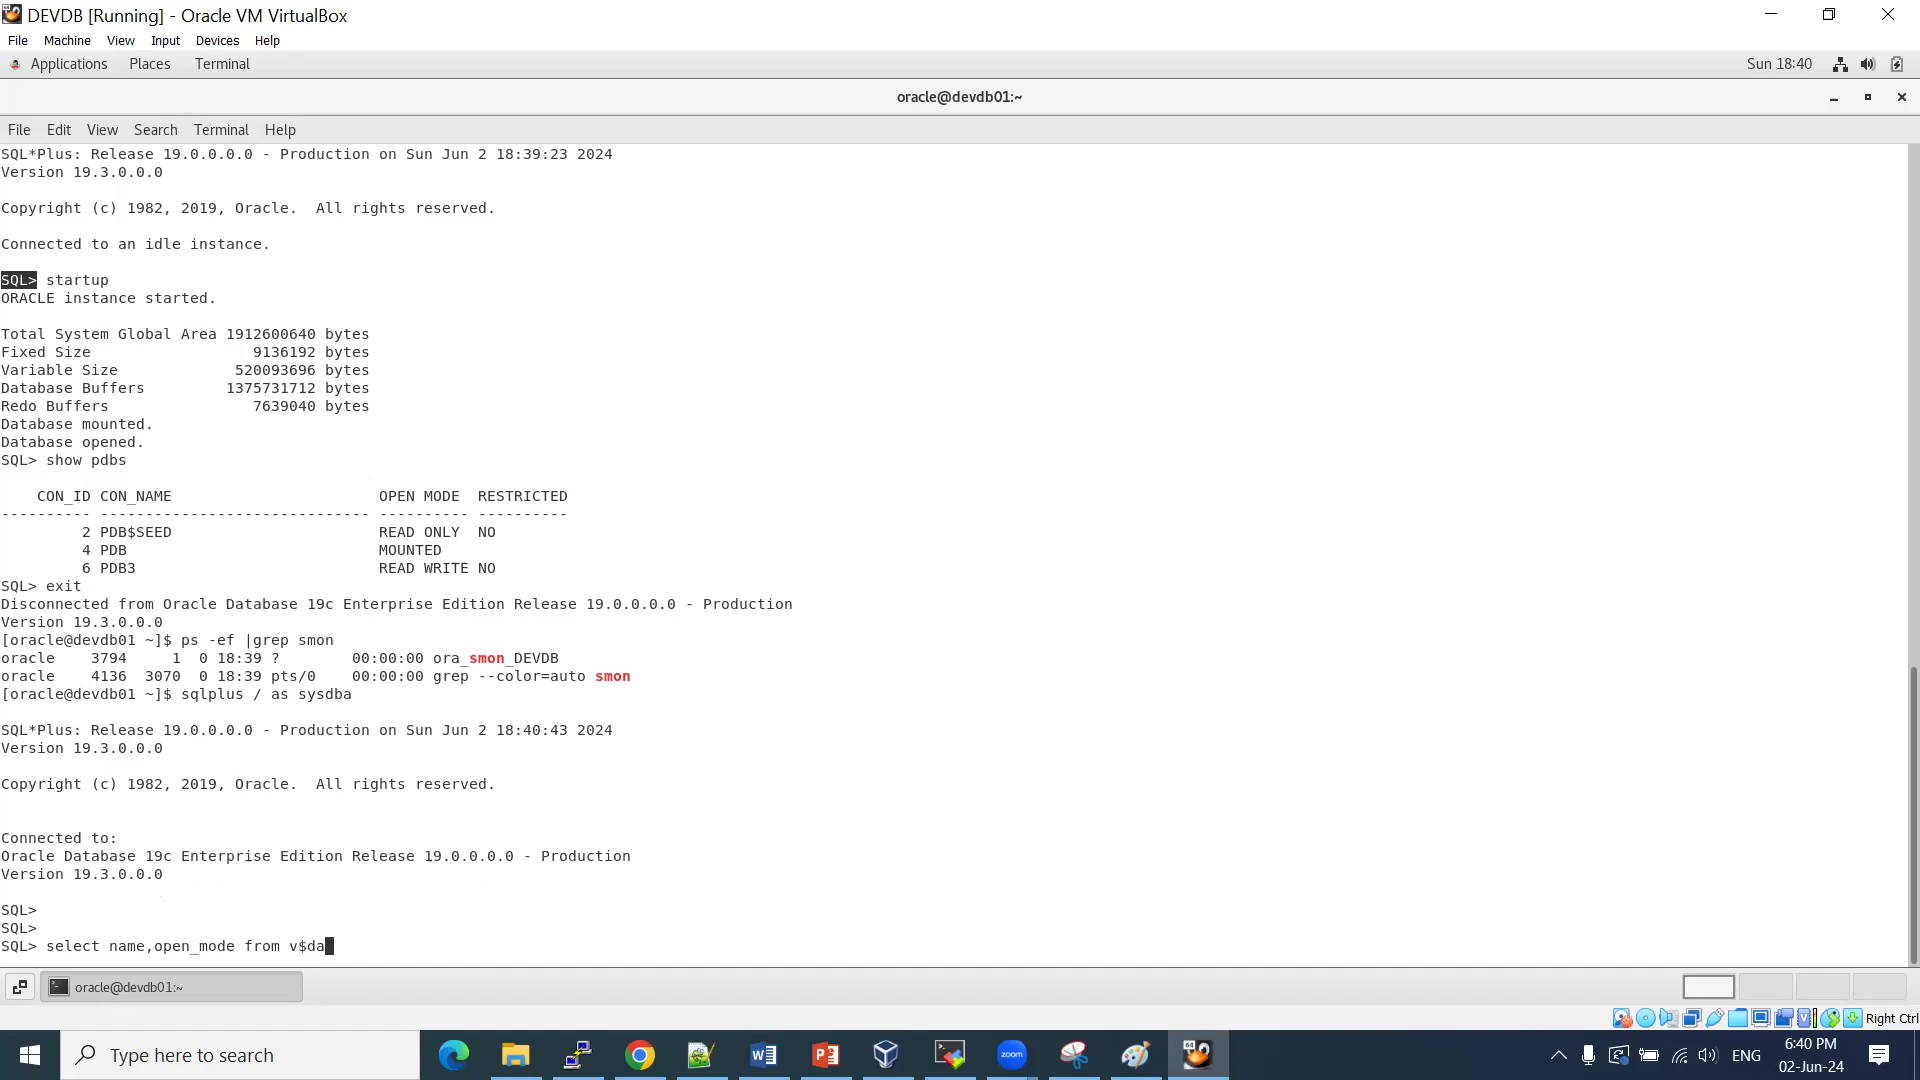 DEVDB [Running] - Oracle VM VirtualBox
File Machine View Input Devices Help
Applications Places Terminal Sun 18:40
oracle@devdb01:~
File Edit View Search Terminal Help
SQL*Plus: Release 19.0.0.0.0 - Production on Sun Jun 2 18:39:23 2024
Version 19.3.0.0.0
Copyright (c) 1982, 2019, Oracle.  All rights reserved.
Connected to an idle instance.
SQL> startup
ORACLE instance started.
Total System Global Area 1912600640 bytes
Fixed Size                  9136192 bytes
Variable Size             520093696 bytes
Database Buffers         1375731712 bytes
Redo Buffers                7639040 bytes
Database mounted.
Database opened.
SQL> show pdbs
    CON_ID CON_NAME                       OPEN MODE  RESTRICTED
---------- ------------------------------ ---------- ----------
         2 PDB$SEED                       READ ONLY  NO
         4 PDB                            MOUNTED
         6 PDB3                           READ WRITE NO
SQL> exit
Disconnected from Oracle Database 19c Enterprise Edition Release 19.0.0.0.0 - Production
Version 19.3.0.0.0
[oracle@devdb01 ~]$ ps -ef |grep smon
oracle    3794     1  0 18:39 ?        00:00:00 ora_smon_DEVDB
oracle    4136  3070  0 18:39 pts/0    00:00:00 grep --color=auto smon
[oracle@devdb01 ~]$ sqlplus / as sysdba
SQL*Plus: Release 19.0.0.0.0 - Production on Sun Jun 2 18:40:43 2024
Version 19.3.0.0.0
Copyright (c) 1982, 2019, Oracle.  All rights reserved.
Connected to:
Oracle Database 19c Enterprise Edition Release 19.0.0.0.0 - Production
Version 19.3.0.0.0
SQL>
SQL>
SQL> select name,open_mode from v$da
oracle@devdb01:~
Right Ctrl
Type here to search
zoom
64
ENG
6:40 PM
02-Jun-24